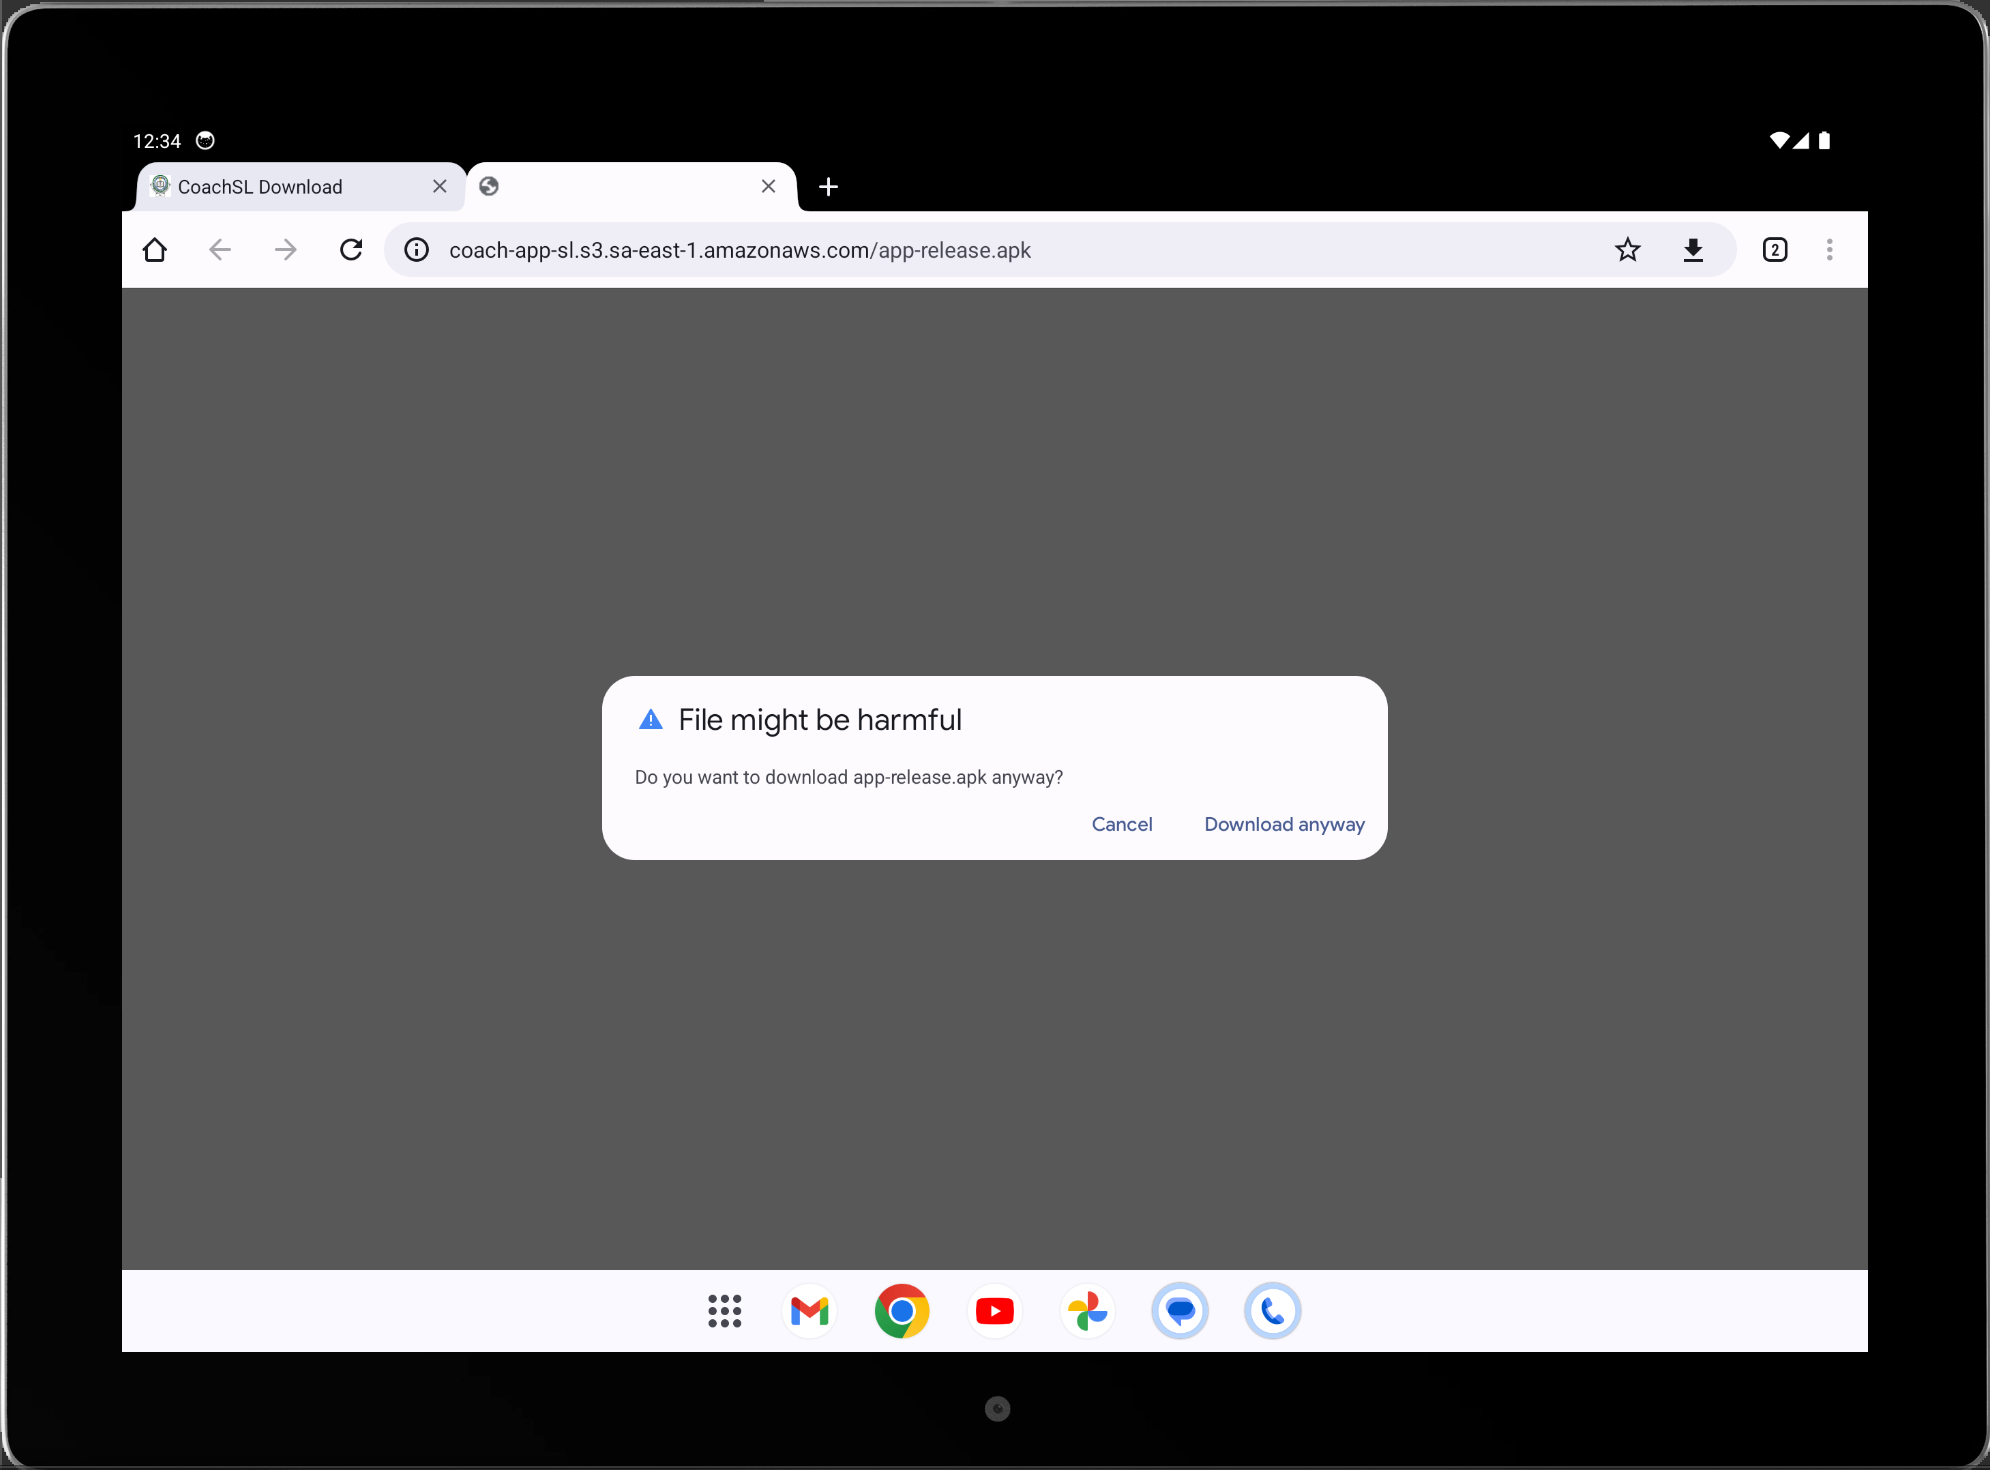 12:34
CoachSL Download
coach-app-sl.s3.sa-east-1.amazonaws.com/app-release.apk
2
File might be harmful
Do you want to download app-release.apk anyway?
Cancel Download anyway